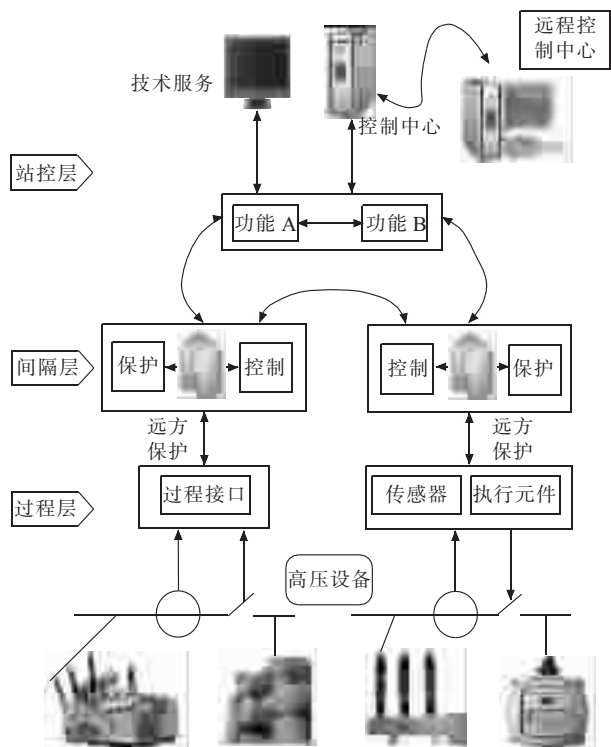 远程控
制中心
技术服务
控制中心
站控层
功能 A
功能 B
间隔层
保护
控制
控制
保护
远方
保护
远方
保护
过程层
过程接口
传感器
执行元件
高压设备